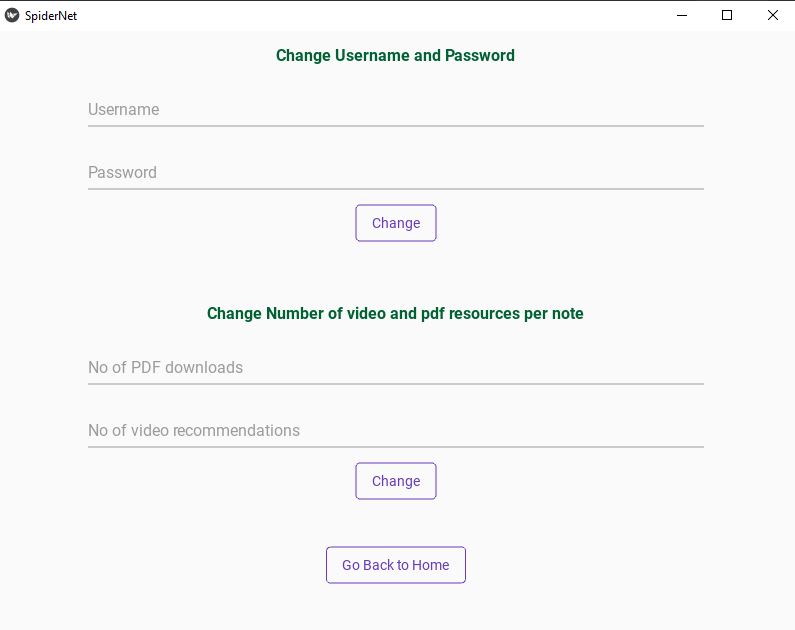 SpiderNet
Change Username and Password
Username
Password
Change
Change Number of video and pdf resources per note
No of PDF downloads
No of video recommendations
Change
Go Back to Home